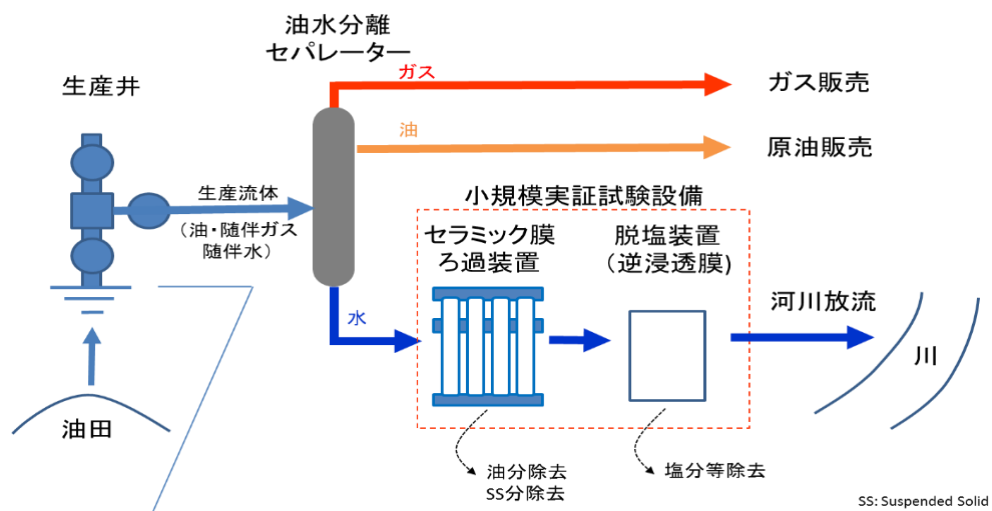 油水分離
セパレーター
ガス
ガス販売
生産井
油
原油販売
生産流体
（油・随伴ガス
随伴水）
小規模実証試験設備
セラミック膜
ろ過装置
脱塩装置
（逆浸透膜)
水
河川放流
川
油田
油分除去
SS分除去
塩分等除去
SS: Suspended Solid